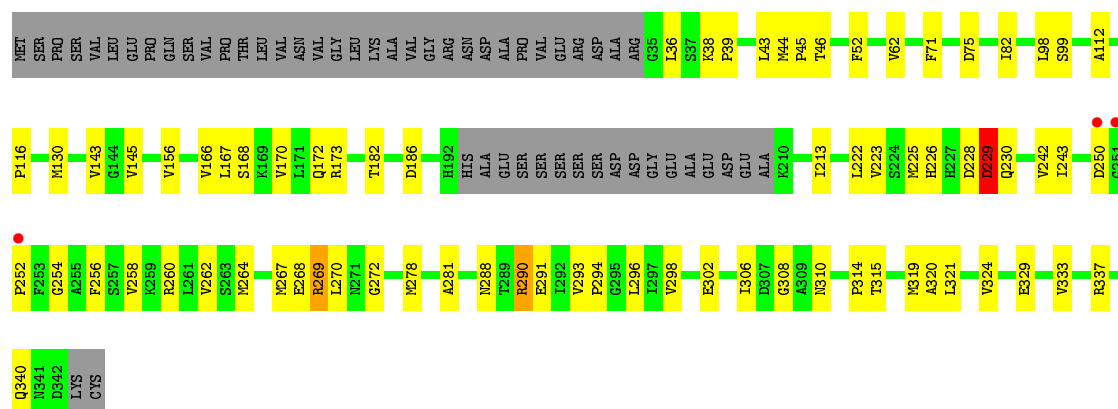 MET SER PRO SER VAL LEU GLU PRO GLN SER VAL PRO THR LEU VAL ASN VAL GLY LEU LYS ALA VAL GLY ARG ASN ASP ALA PRO VAL GLU ARG ASP ALA ARG G35 L36 S37 K38 P39 L43 M44 P45 T46 F52 V62 F71 D75 I82 L98 S99 A112
P116 M130 V143 G144 V145 V156 V166 L167 S168 K169 V170 L171 Q172 R173 T182 D186 H192 HIS ALA GLU SER SER SER SER SER ASP ASP GLY GLU ALA GLU ASP GLU ALA K210 I213 L222 V223 S224 M225 H226 H227 D228 D229 Q230 V242 I243 D250 G251
P252 F253 G254 A255 F256 S257 V258 K259 R260 L261 V262 S263 M264 M267 E268 R269 L270 N271 G272 M278 A281 N288 T289 R290 E291 I292 V293 P294 G295 L296 I297 V298 E302 I306 D307 G308 A309 N310 P314 T315 M319 A320 L321 V324 E329 V333 R337
Q340 N341 D342 LYS CYS